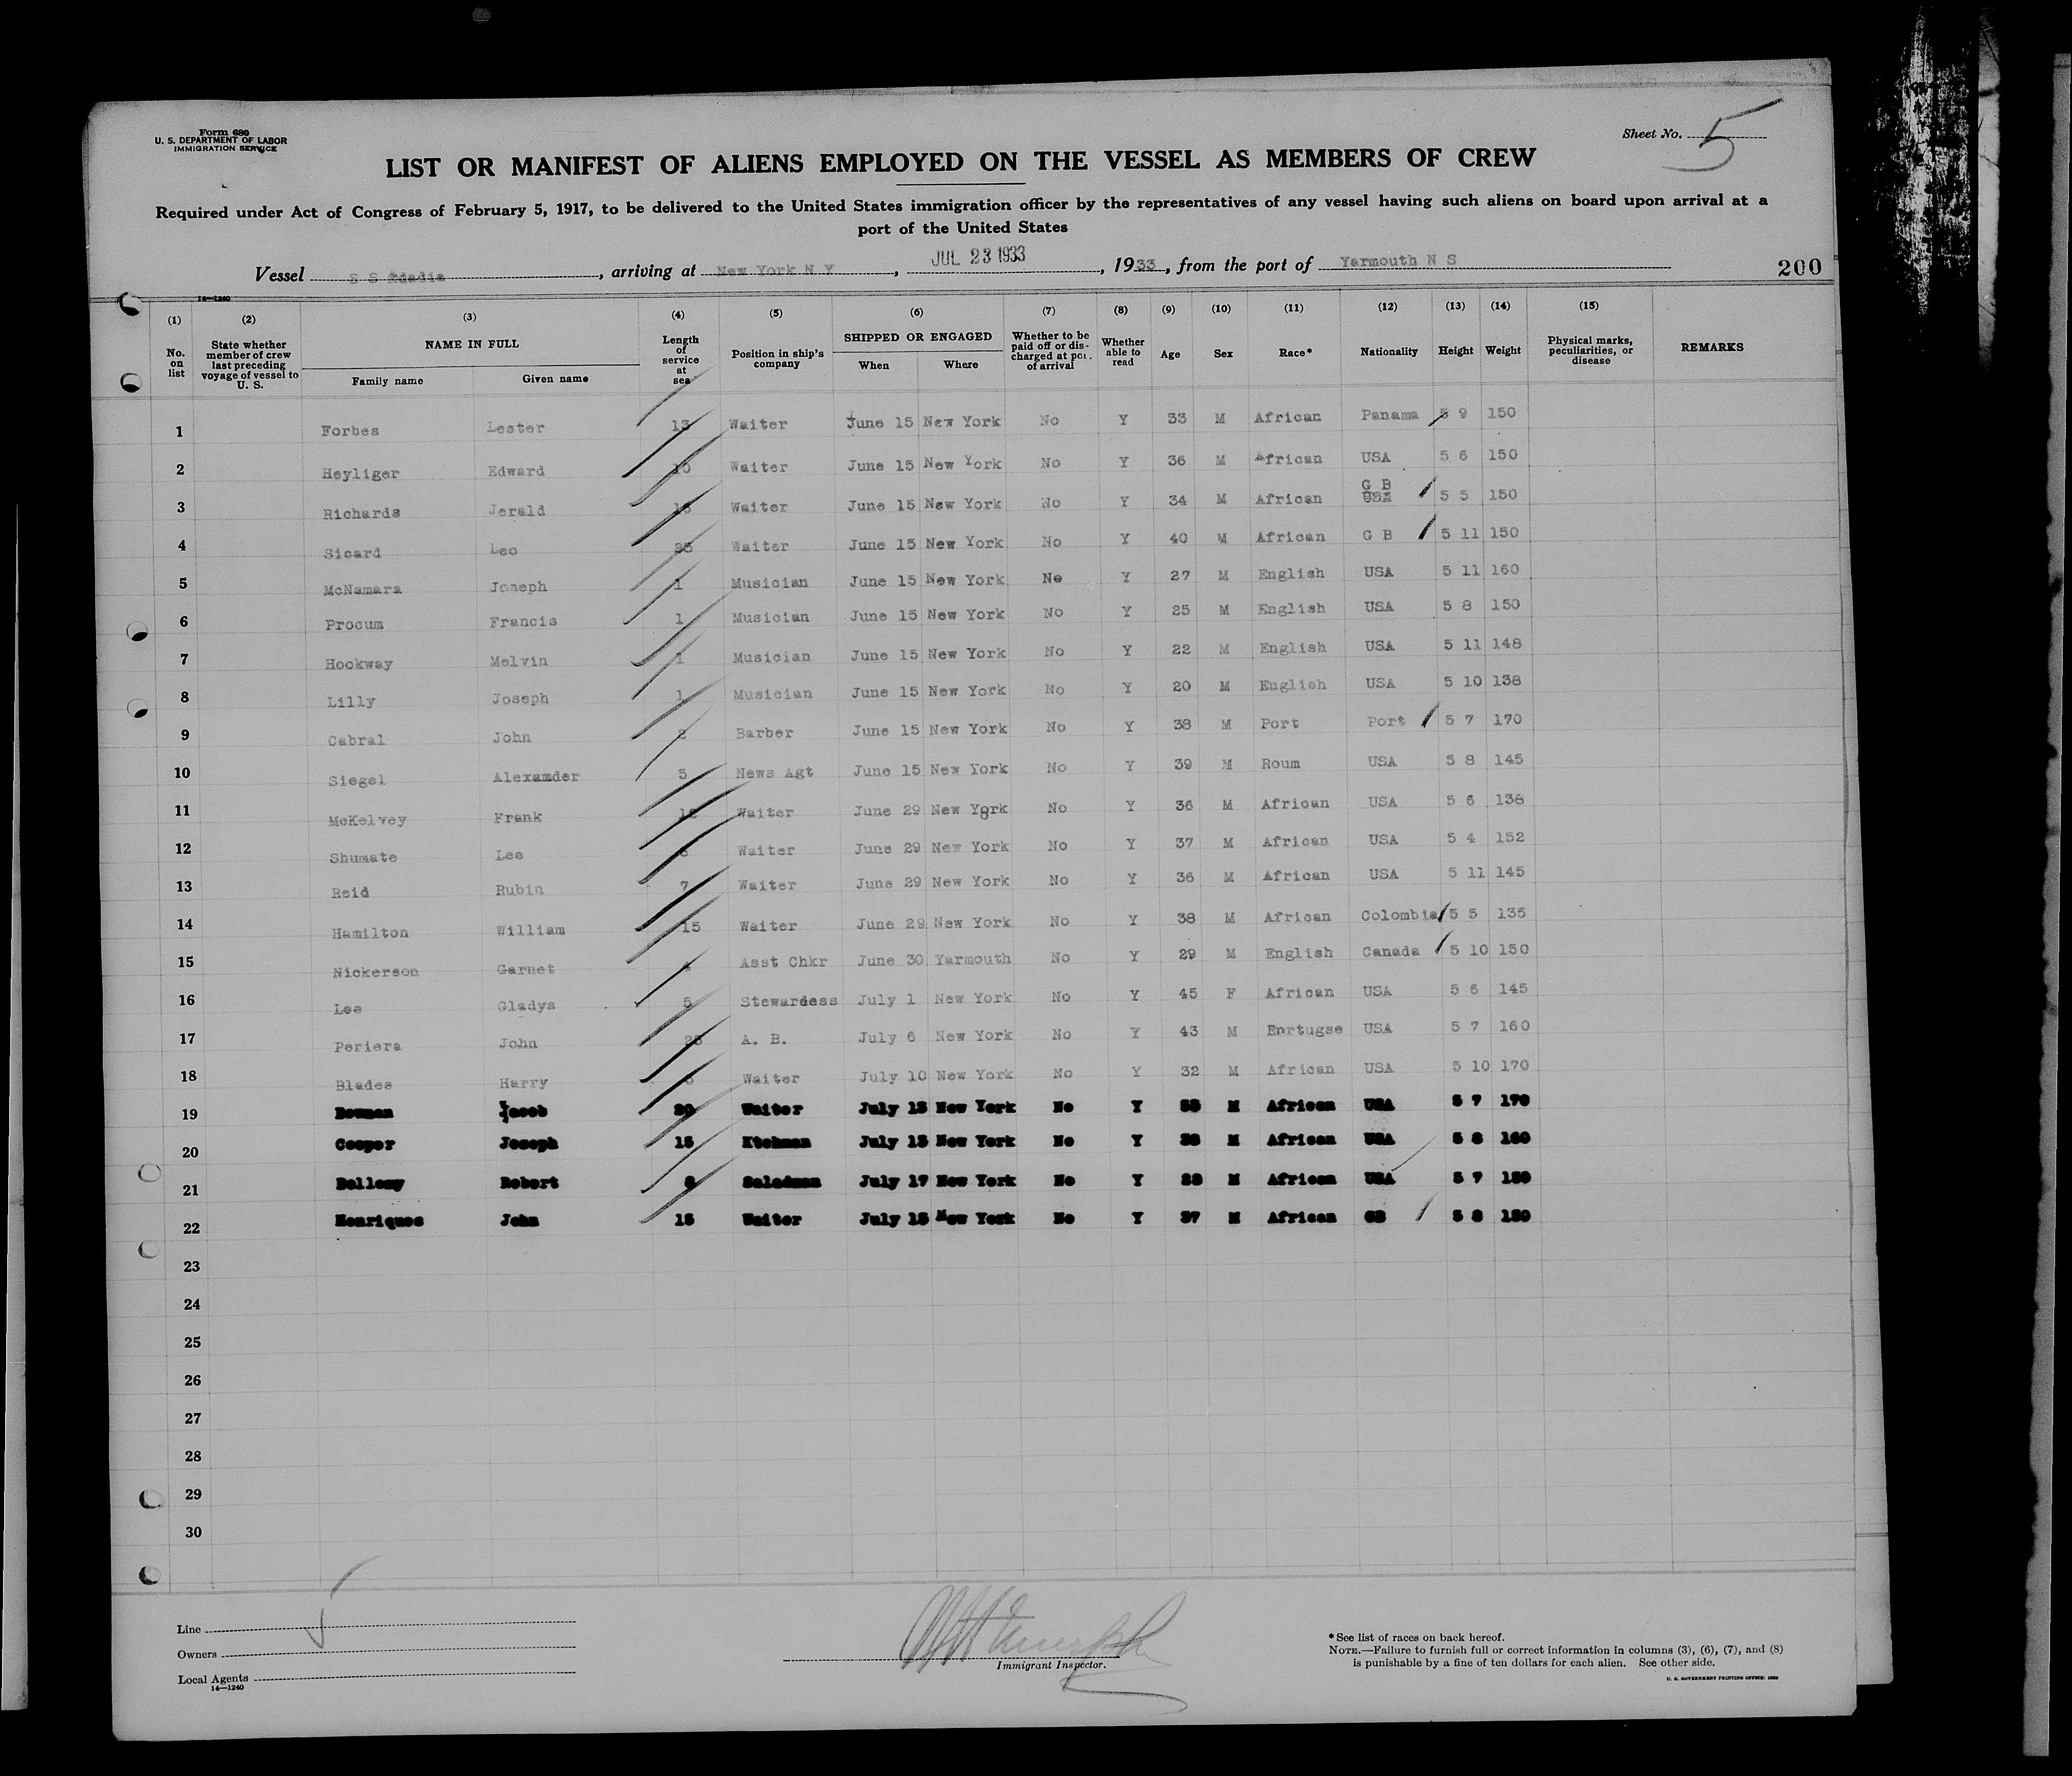 Form 680
U. S. DEPARTMENT OF LABOR
IMMIGRATION SERVICE
Sheet No. 5
LIST OR MANIFEST OF ALIENS EMPLOYED ON THE VESSEL AS MEMBERS OF CREW
Required under Act of Congress of February 5, 1917, to be delivered to the United States immigration officer by the representatives of any vessel having such aliens on board upon arrival at a
port of the United States
Vessel S S , arriving at New York N Y , JUL 23 1933 , 1933 , from the port of Yarmouth N S
200
14—1240
(1) (2) (3) (4) (5) (6) (7) (8) (9) (10) (11) (12) (13) (14) (15)
No. on list
State whether member of crew last preceding voyage of vessel to U. S.
NAME IN FULL
Family name Given name
Length of service at sea
Position in ship's company
SHIPPED OR ENGAGED
When Where
Whether to be paid off or discharged at port of arrival
Whether able to read
Age
Sex
Race*
Nationality
Height
Weight
Physical marks, peculiarities, or disease
REMARKS
1 Forbes Lester 13 Waiter June 15 New York No Y 33 M African Panama 5 9 150
2 Heyliger Edward Waiter June 15 New York No Y 36 M African USA 5 6 150
3 Richards Jerald Waiter June 15 New York No Y 34 M African G B USA 5 5 150
4 Sicard Leo Waiter June 15 New York No Y 40 M African G B 5 11 150
5 McNamara Joseph 1 Musician June 15 New York No Y 27 M English USA 5 11 160
6 Procum Francis 1 Musician June 15 New York No Y 25 M English USA 5 8 150
7 Hookway Melvin 1 Musician June 15 New York No Y 22 M English USA 5 11 148
8 Lilly Joseph 1 Musician June 15 New York No Y 20 M English USA 5 10 138
9 Cabral John Barber June 15 New York No Y 38 M Port Port 5 7 170
10 Siegel Alexander 5 News Agt June 15 New York No Y 39 M Roum USA 5 8 145
11 McKelvey Frank Waiter June 29 New York No Y 36 M African USA 5 6 138
12 Shumate Lee Waiter June 29 New York No Y 37 M African USA 5 4 152
13 Reid Rubin 7 Waiter June 29 New York No Y 36 M African USA 5 11 145
14 Hamilton William 15 Waiter June 29 New York No Y 38 M African Colombia 5 5 135
15 Nickerson Garnet Asst Chkr June 30 Yarmouth No Y 29 M English Canada 5 10 150
16 Lee Gladys 5 Stewardess July 1 New York No Y 45 F African USA 5 6 145
17 Periera John A. B. July 6 New York No Y 43 M Portugse USA 5 7 160
18 Blades Harry Waiter July 10 New York No Y 32 M African USA 5 10 170
19 Bowman Jacob 20 Waiter July 13 New York No Y M African USA 5 7 170
20 Cooper Joseph 15 Ktchman July 13 New York No Y M African USA 5 8 160
21 Bellamy Robert Saladman July 17 New York No Y M African USA 5 7 150
22 Henriques John 15 Waiter July New York No Y 37 M African GB 5 8 150
23
24
25
26
27
28
29
30
Line
Owners
Local Agents
14—1240
Immigrant Inspector.
*See list of races on back hereof.
NOTE.—Failure to furnish full or correct information in columns (3), (6), (7), and (8)
is punishable by a fine of ten dollars for each alien. See other side.
U. S. GOVERNMENT PRINTING OFFICE: